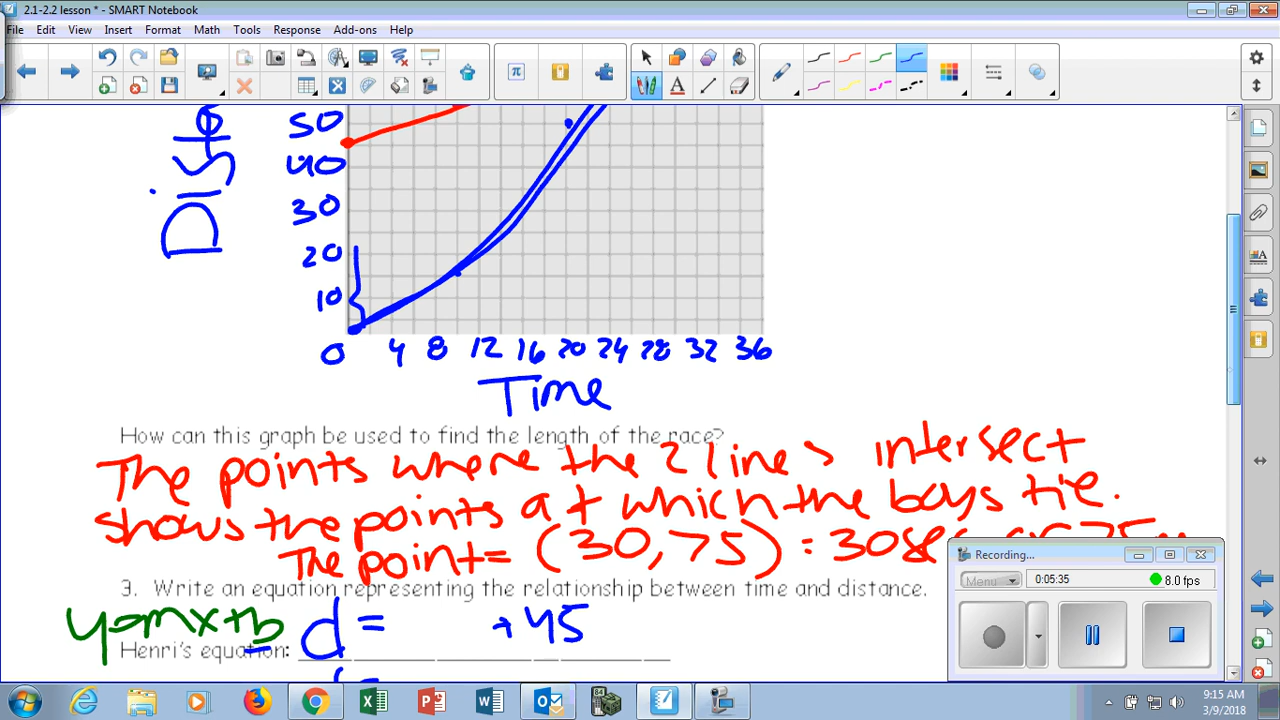 2.1-2.2 lesson * - SMART Notebook
File Edit View Insert Format Math Tools Response Add-ons Help
Dist
50
40
30
20
10
0 4 8 12 16 20 24 28 32 36
Time
How can this graph be used to find the length of the race?
The points where the 2 lines intersect
shows the points at which the boys tie.
The point = (30, 75) = 30sec
Recording...
Menu
0:05:35
8.0 fps
3. Write an equation representing the relationship between time and distance.
y=mx+b d = +45
Henri's equation:
9:15 AM
3/9/2018